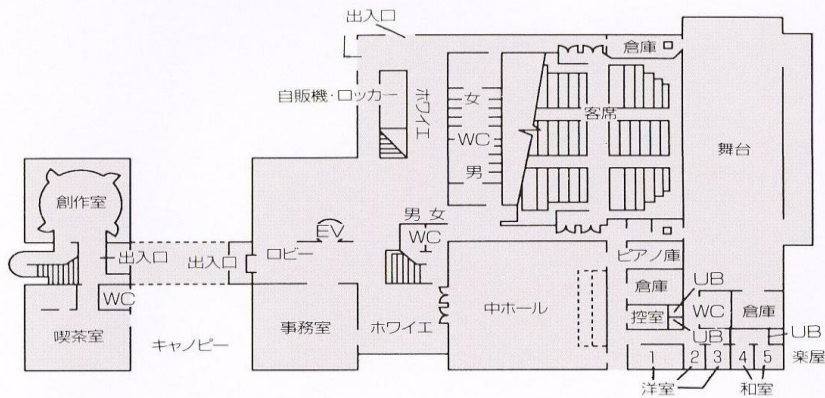 出入口
倉庫
自販機・ロッカー
ホワイエ
女
WC
男
客席
舞台
創作室
出入口
WC
喫茶室
キャノピー
出入口
ロビー
EV
事務室
男 女
WC
ホワイエ
中ホール
ピアノ庫
倉庫
控室
UB
UB
WC
倉庫
UB
1
2
3
4
5
楽屋
洋室
和室